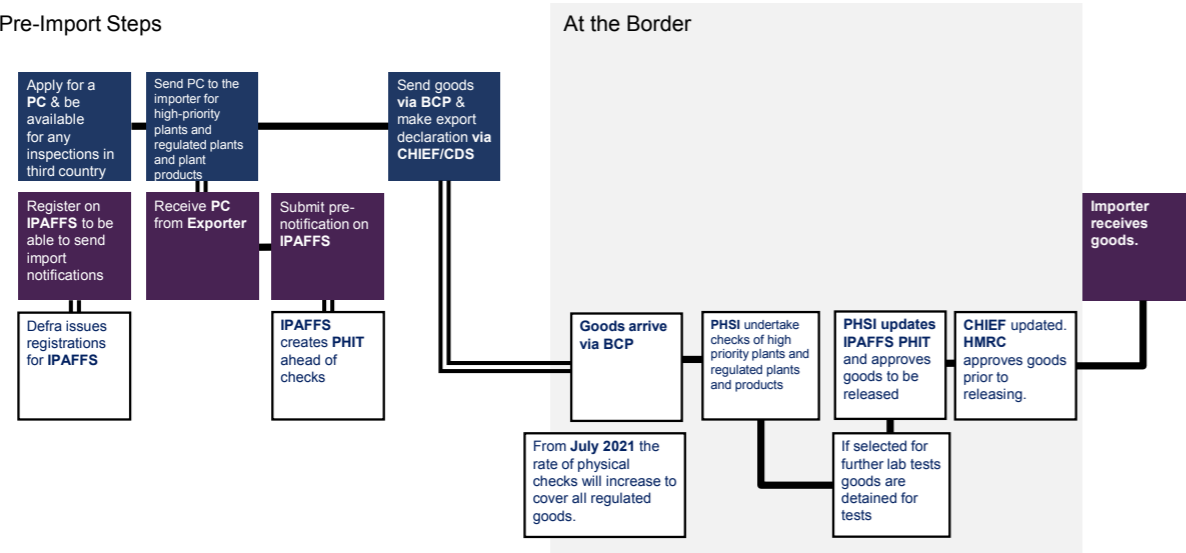 Pre-Import Steps
At the Border
Apply for a
PC & be
available
for any
inspections in
third country
Send PC to the
importer for
high-priority
plants and
regulated plants
and plant
products
Send goods
via BCP &
make export
declaration via
CHIEF/CDS
Register on
IPAFFS to be
able to send
import
notifications
Receive PC
from Exporter
Submit pre-
notification on
IPAFFS
Importer
receives
goods.
Defra issues
registrations
for IPAFFS
IPAFFS
creates PHIT
ahead of
checks
Goods arrive
via BCP
PHSI undertake
checks of high
priority plants and
regulated plants
and products
PHSI updates
IPAFFS PHIT
and approves
goods to be
released
CHIEF updated.
HMRC
approves goods
prior to
releasing.
From July 2021 the
rate of physical
checks will increase to
cover all regulated
goods.
If selected for
further lab tests
goods are
detained for
tests